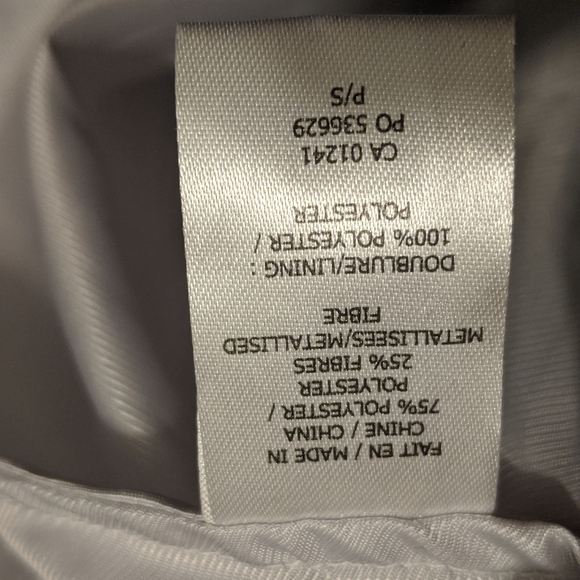 FAIT EN / MADE IN
CHINE / CHINA
75% POLYESTER /
POLYESTER
25% FIBRES
METALLISEES/METALLISED
FIBRE
DOUBLURE/LINING :
100% POLYESTER /
POLYESTER
CA 01241
PO 536629
P/S